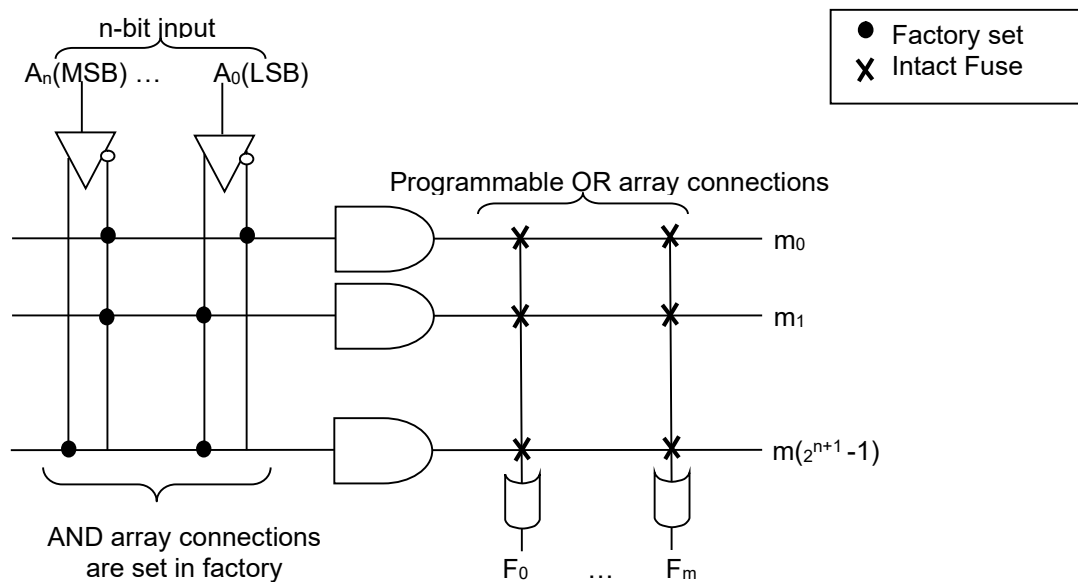 n-bit input
Aₙ(MSB) … A₀(LSB)
Factory set
Intact Fuse
Programmable OR array connections
m₀
m₁
m(₂ⁿ⁺¹ -1)
AND array connections
are set in factory
F₀ … Fₘ